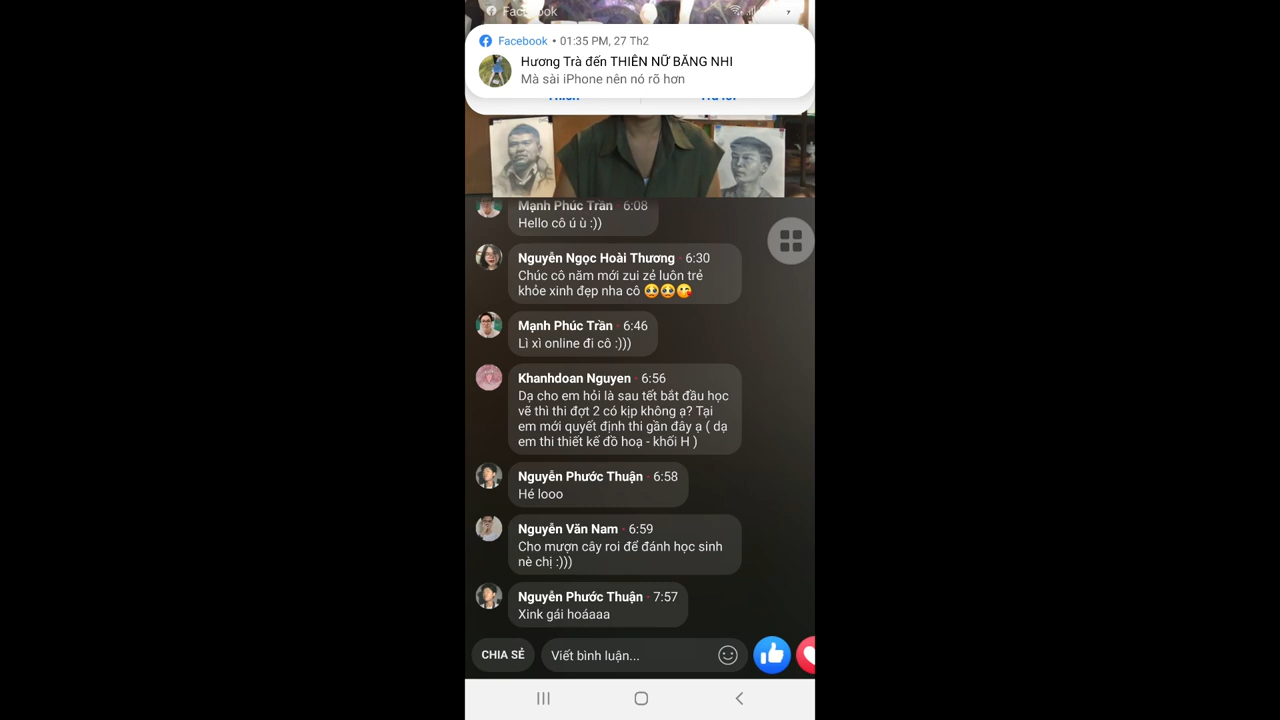 Facebook
Facebook • 01:35 PM, 27 Th2
Hương Trà đến THIÊN NỮ BĂNG NHI
Mà sài iPhone nên nó rõ hơn
Mạnh Phúc Trần · 6:08
Hello cô ú ù :))
Nguyễn Ngọc Hoài Thương · 6:30
Chúc cô năm mới zui zẻ luôn trẻ
khỏe xinh đẹp nha cô 🥹🥹😘
Mạnh Phúc Trần · 6:46
Lì xì online đi cô :)))
Khanhdoan Nguyen · 6:56
Dạ cho em hỏi là sau tết bắt đầu học
vẽ thì thi đợt 2 có kịp không ạ? Tại
em mới quyết định thi gần đây ạ ( dạ
em thi thiết kế đồ hoạ - khối H )
Nguyễn Phước Thuận · 6:58
Hé looo
Nguyễn Văn Nam · 6:59
Cho mượn cây roi để đánh học sinh
nè chị :)))
Nguyễn Phước Thuận · 7:57
Xink gái hoáaaa
CHIA SẺ
Viết bình luận...